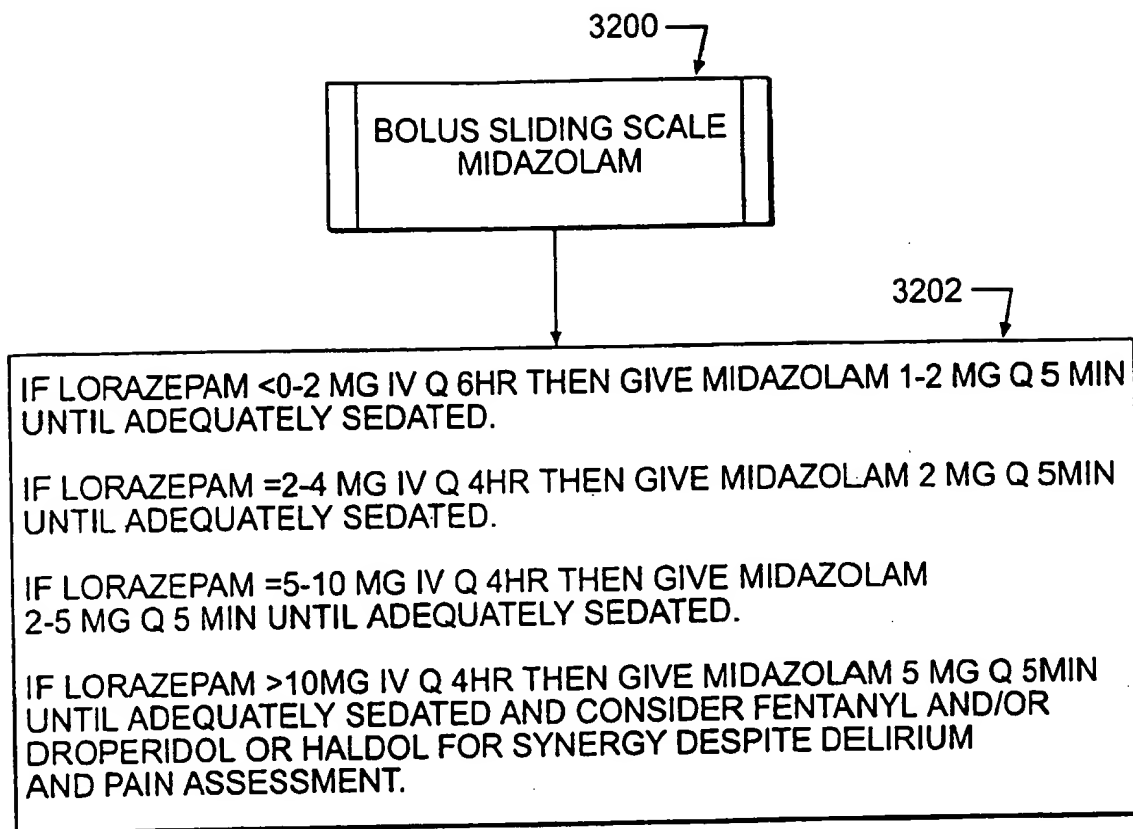 3200
BOLUS SLIDING SCALE
MIDAZOLAM
3202
IF LORAZEPAM <0-2 MG IV Q 6HR THEN GIVE MIDAZOLAM 1-2 MG Q 5 MIN
UNTIL ADEQUATELY SEDATED.
IF LORAZEPAM =2-4 MG IV Q 4HR THEN GIVE MIDAZOLAM 2 MG Q 5MIN
UNTIL ADEQUATELY SEDATED.
IF LORAZEPAM =5-10 MG IV Q 4HR THEN GIVE MIDAZOLAM
2-5 MG Q 5 MIN UNTIL ADEQUATELY SEDATED.
IF LORAZEPAM >10MG IV Q 4HR THEN GIVE MIDAZOLAM 5 MG Q 5MIN
UNTIL ADEQUATELY SEDATED AND CONSIDER FENTANYL AND/OR
DROPERIDOL OR HALDOL FOR SYNERGY DESPITE DELIRIUM
AND PAIN ASSESSMENT.